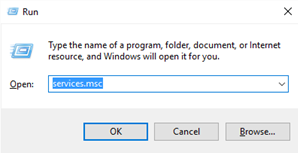 Run
Type the name of a program, folder, document, or Internet
resource, and Windows will open it for you.
Open: services.msc
OK Cancel Browse...